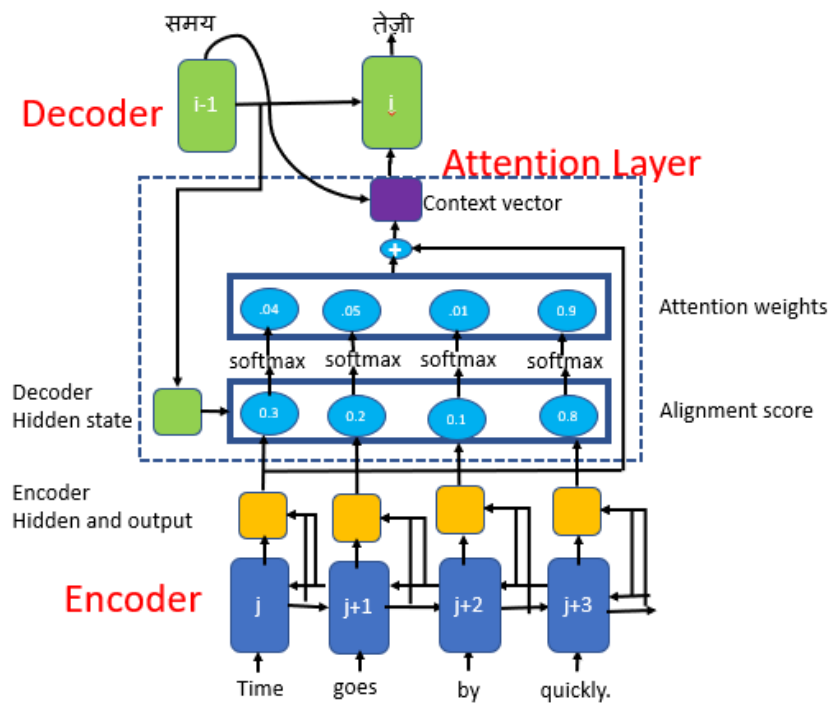 समय
तेज़ी
i-1
i
Decoder
Attention Layer
Context vector
+
.04
.05
.01
0.9
Attention weights
softmax
softmax
softmax
softmax
Decoder
Hidden state
0.3
0.2
0.1
0.8
Alignment score
Encoder
Hidden and output
Encoder
j
j+1
j+2
j+3
Time
goes
by
quickly.